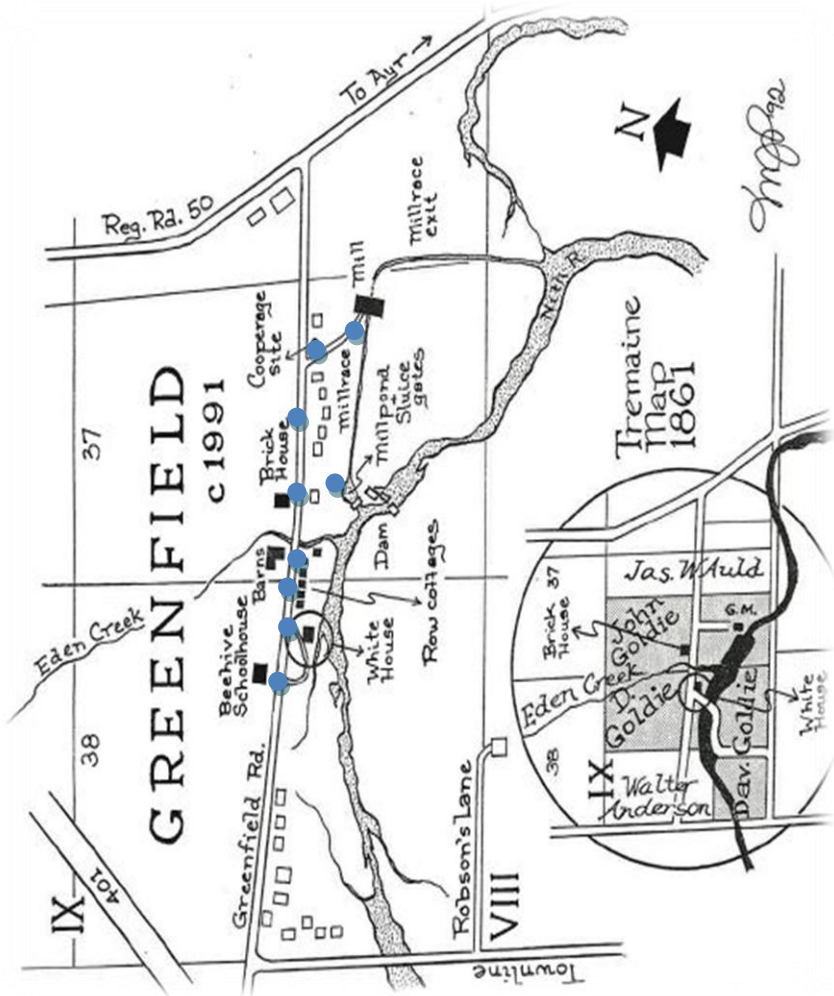 GREENFIELD
c 1991
To Ayr
Reg. Rd. 50
Millrace
exit
Mill
Cooperage
site
Millrace
Millpond
+
Sluice
gates
Brick
House
Barns
Dam
Row cottages
White
House
Beehive
Schoolhouse
Eden Creek
Nith R.
Greenfield Rd.
Robson's Lane
Townline
401
37
38
IX
VIII
N
92
Tremaine
Map
1861
Jas. W Auld
37
Brick
House
John
Goldie
G.M.
Eden Creek
D.
Goldie
38
IX
Walter
Anderson
Dav. Goldie
White
House